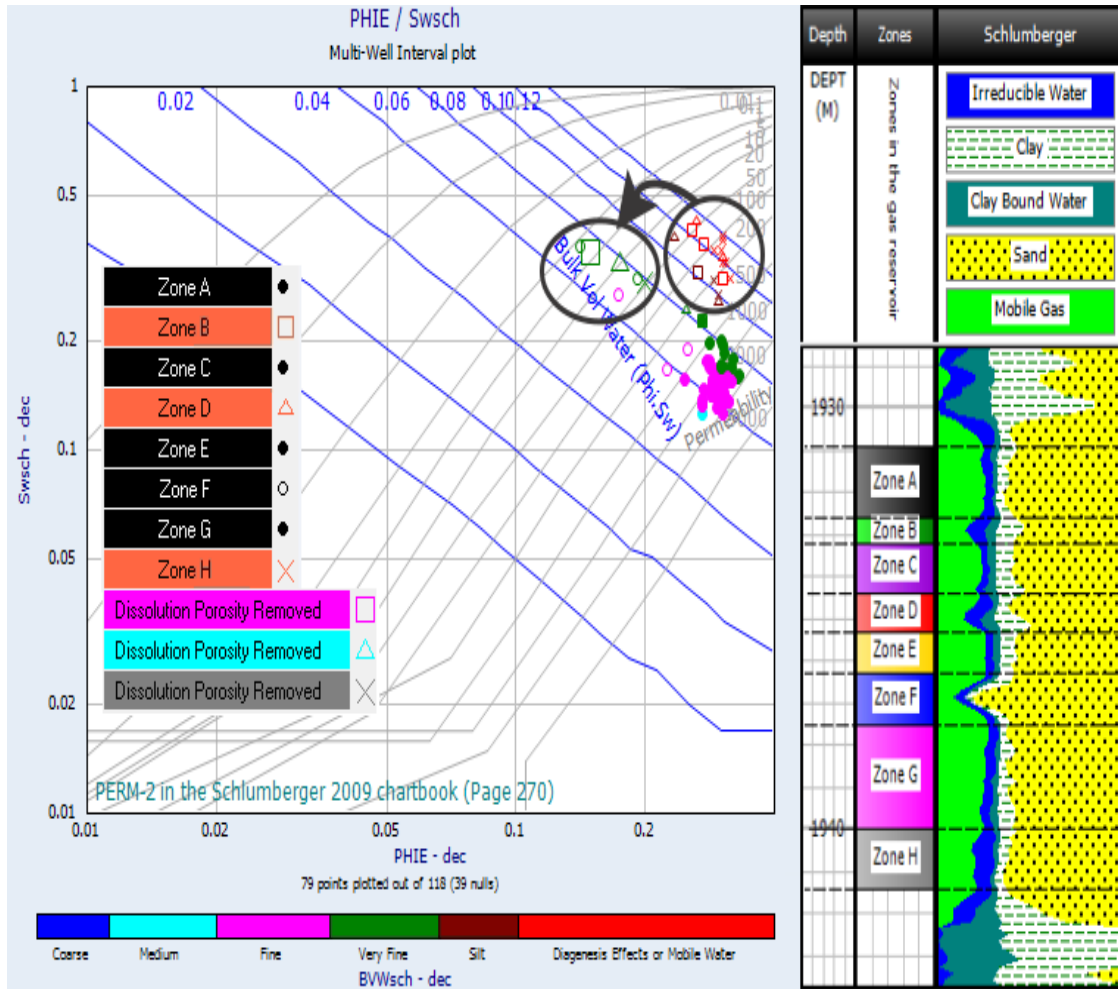 PHIE / Swsch
Multi-Well Interval plot
1
0.5
0.2
0.1
0.05
0.02
0.01
Swsch - dec
0.02
0.04
0.06
0.08
0.1
0.12
20
50
100
200
500
1000
Bulk Vol Water (Phi.Sw)
Permeability
Zone A
Zone B
Zone C
Zone D
Zone E
Zone F
Zone G
Zone H
Dissolution Porosity Removed
Dissolution Porosity Removed
Dissolution Porosity Removed
PERM-2 in the Schlumberger 2009 chartbook (Page 270)
0.01
0.02
0.05
0.1
0.2
PHIE - dec
79 points plotted out of 118 (39 nulls)
Coarse
Medium
Fine
Very Fine
Silt
Diagenesis Effects or Mobile Water
BVWsch - dec
Depth
Zones
Schlumberger
DEPT
(M)
Zones in the gas reservoir
Irreducible Water
Clay
Clay Bound Water
Sand
Mobile Gas
1930
1940
Zone A
Zone B
Zone C
Zone D
Zone E
Zone F
Zone G
Zone H